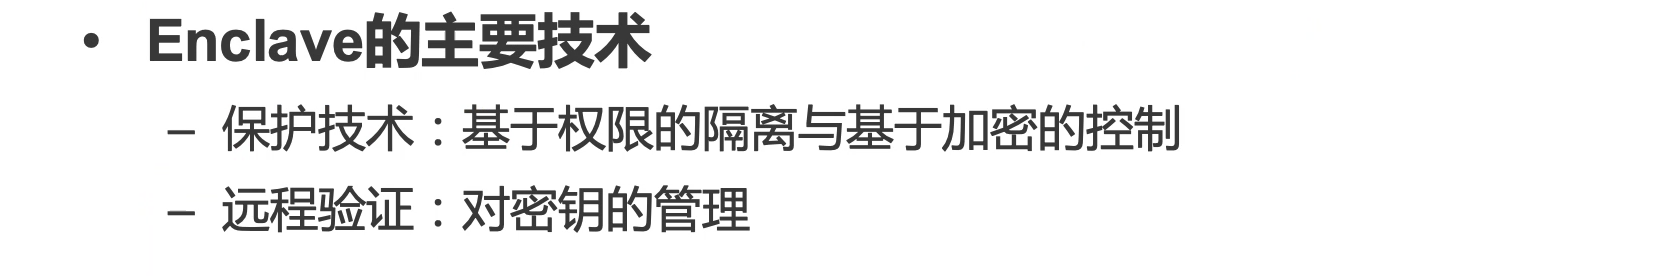 • Enclave的主要技术
– 保护技术：基于权限的隔离与基于加密的控制
– 远程验证：对密钥的管理